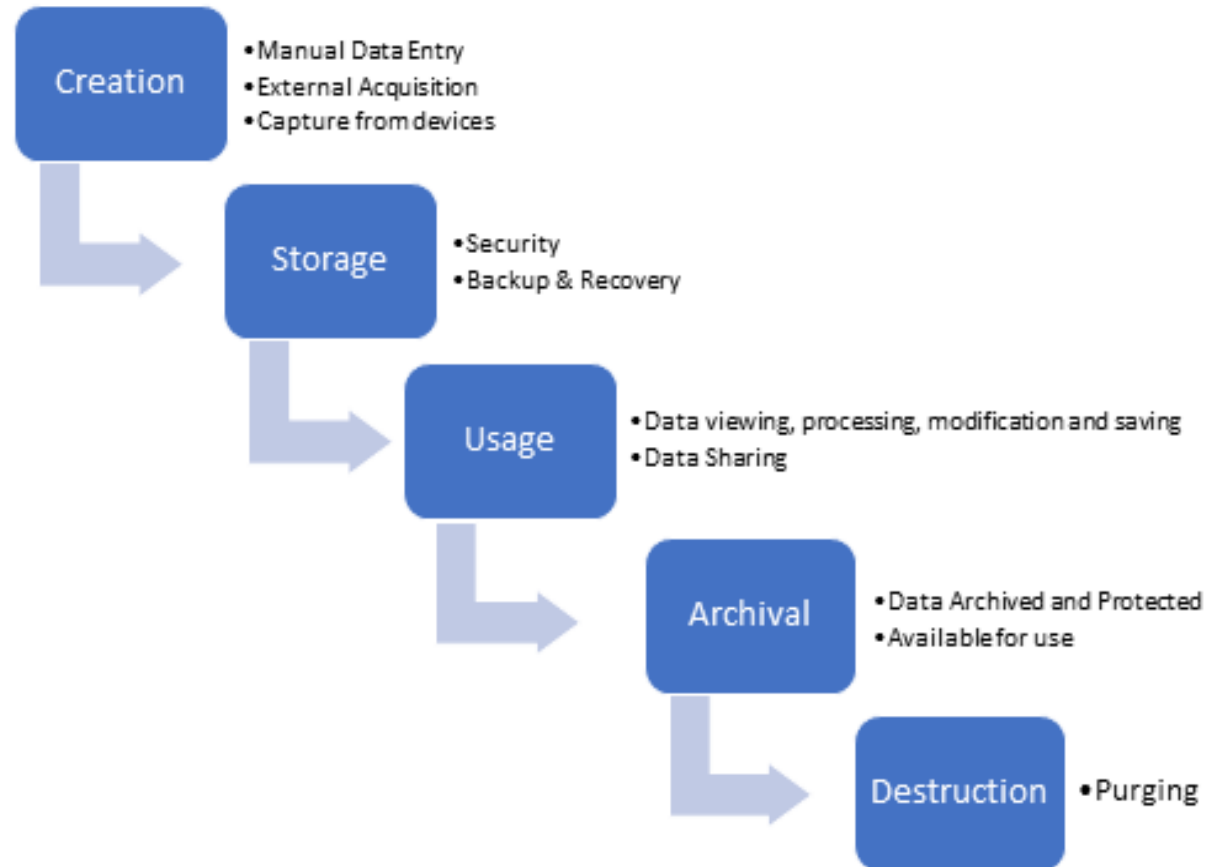 Creation
•Manual Data Entry
•External Acquisition
•Capture from devices
Storage
•Security
•Backup & Recovery
Usage
•Data viewing, processing, modification and saving
•Data Sharing
Archival
•Data Archived and Protected
•Available for use
Destruction
•Purging